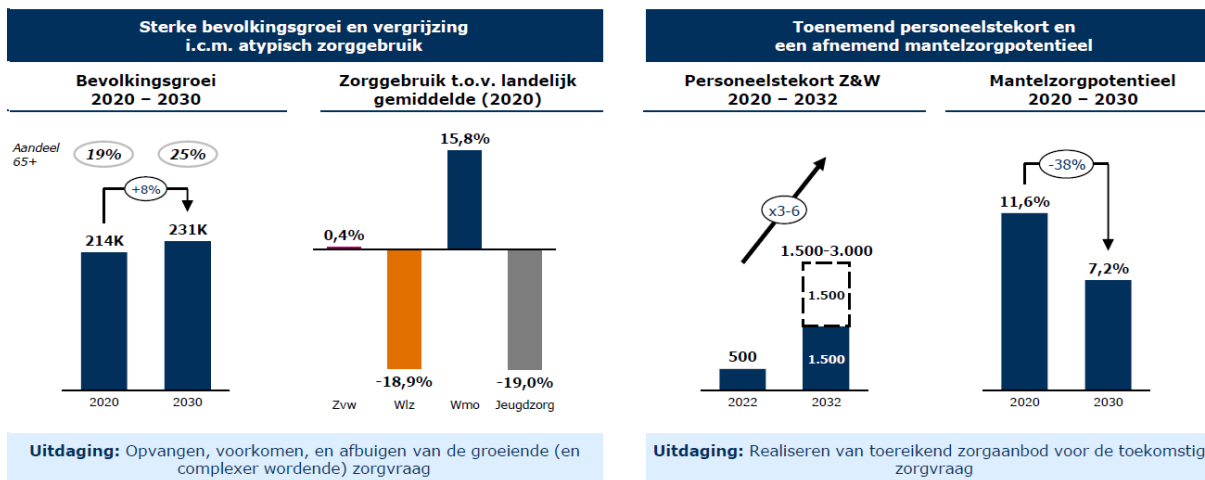 Sterke bevolkingsgroei en vergrijzing
i.c.m. atypisch zorggebruik
Bevolkingsgroei
2020 – 2030
Aandeel
65+
19%
25%
+8%
214K
231K
2020
2030
Zorggebruik t.o.v. landelijk
gemiddelde (2020)
15,8%
0,4%
-18,9%
-19,0%
Zvw
Wlz
Wmo
Jeugdzorg
Uitdaging: Opvangen, voorkomen, en afbuigen van de groeiende (en
complexer wordende) zorgvraag
Toenemend personeelstekort en
een afnemend mantelzorgpotentieel
Personeelstekort Z&W
2020 – 2032
x3-6
1.500-3.000
1.500
500
1.500
2022
2032
Mantelzorgpotentieel
2020 – 2030
-38%
11,6%
7,2%
2020
2030
Uitdaging: Realiseren van toereikend zorgaanbod voor de toekomstig
zorgvraag